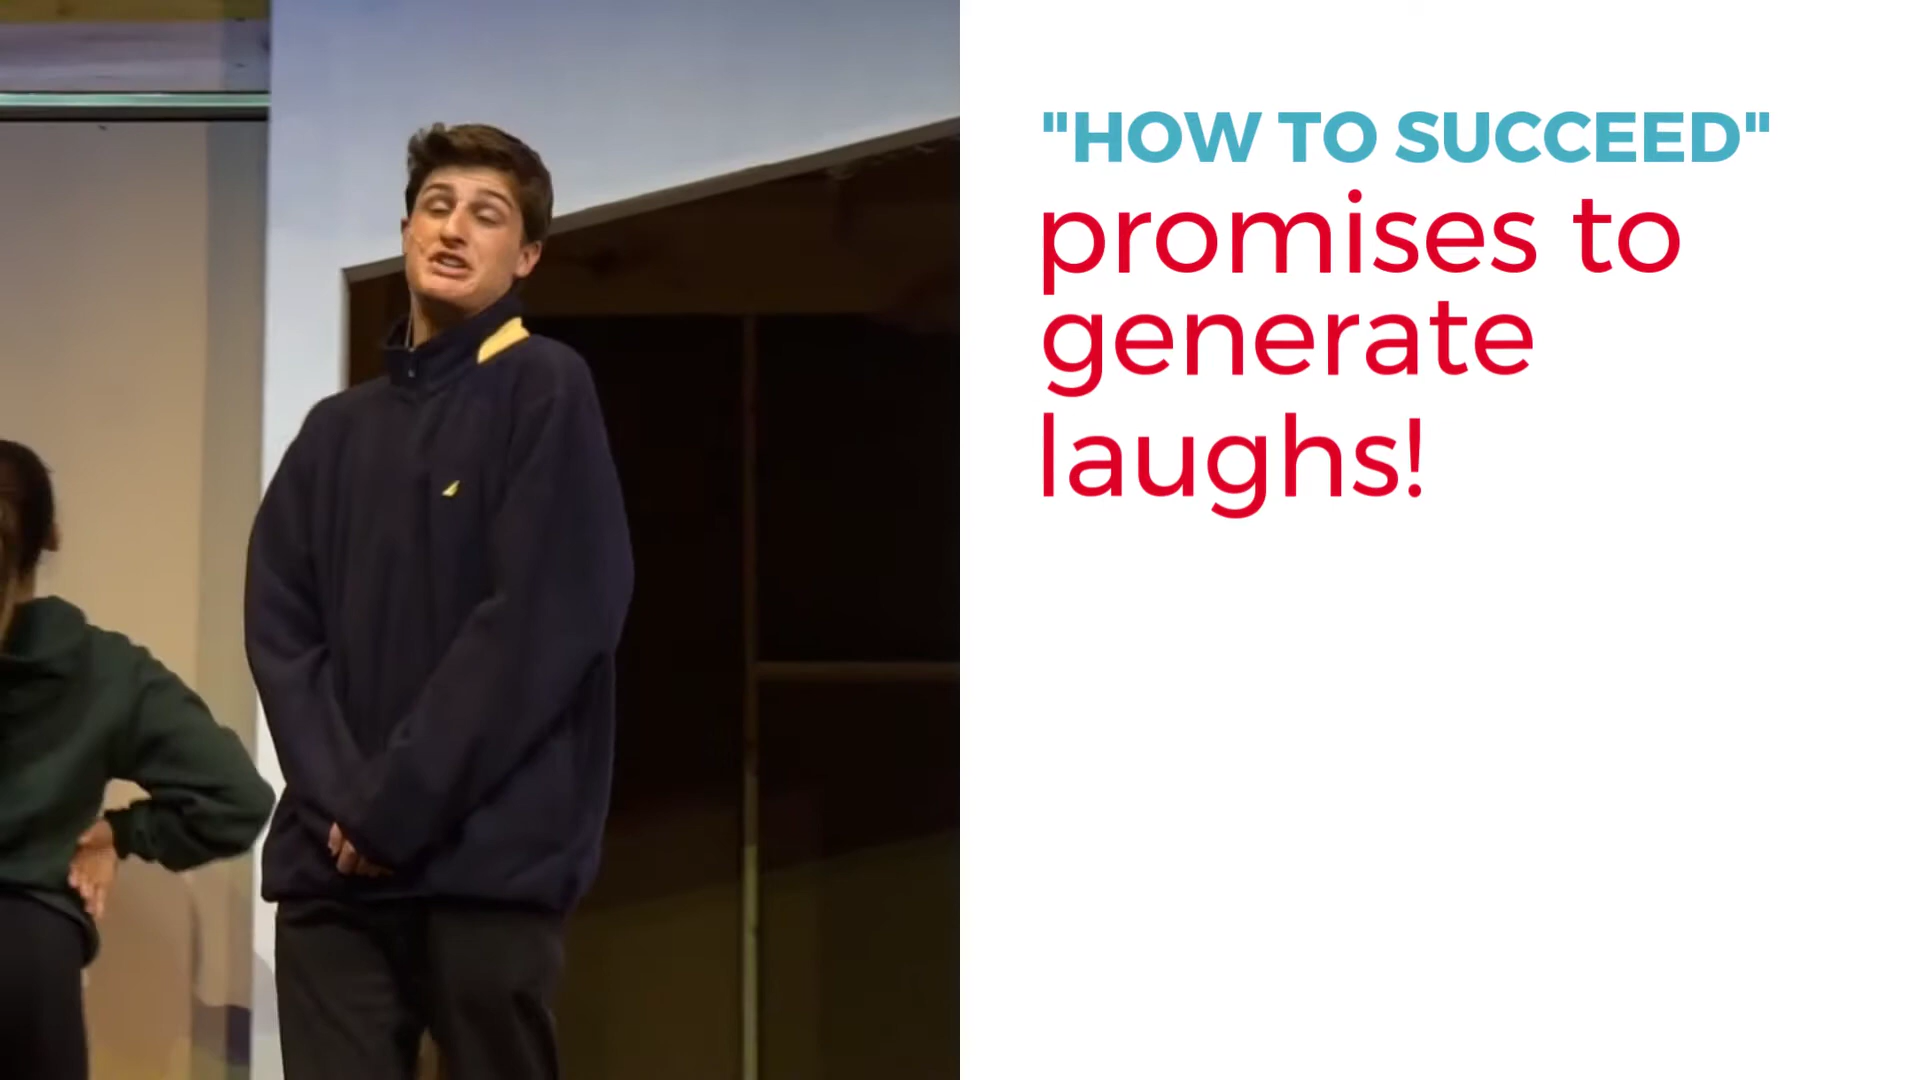 "HOW TO SUCCEED"
promises to
generate
laughs!